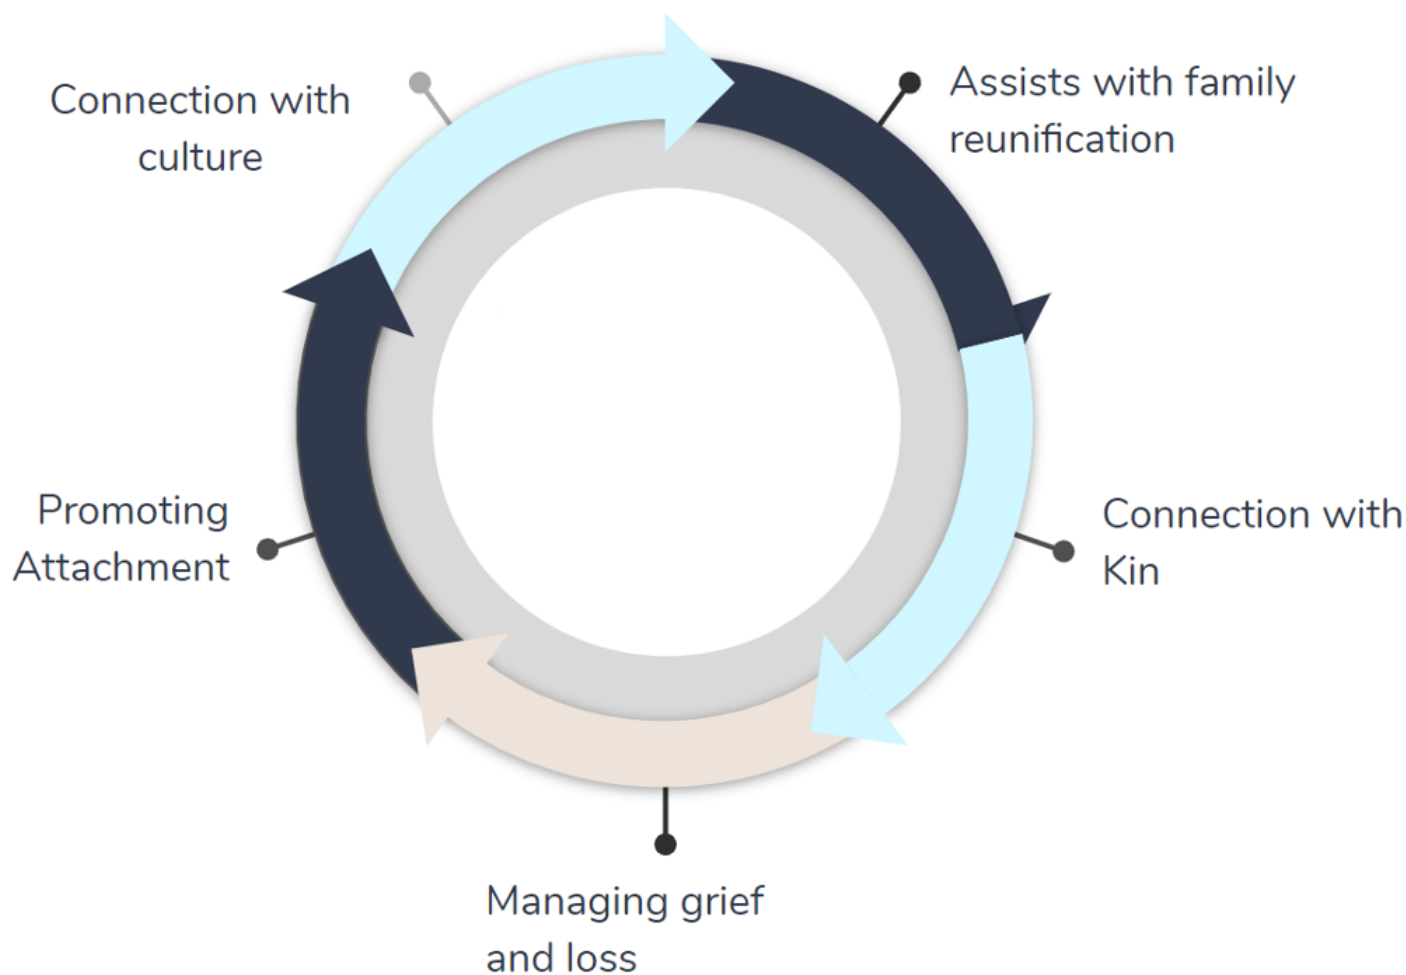 Connection with
culture
Assists with family
reunification
Connection with
Kin
Managing grief
and loss
Promoting
Attachment